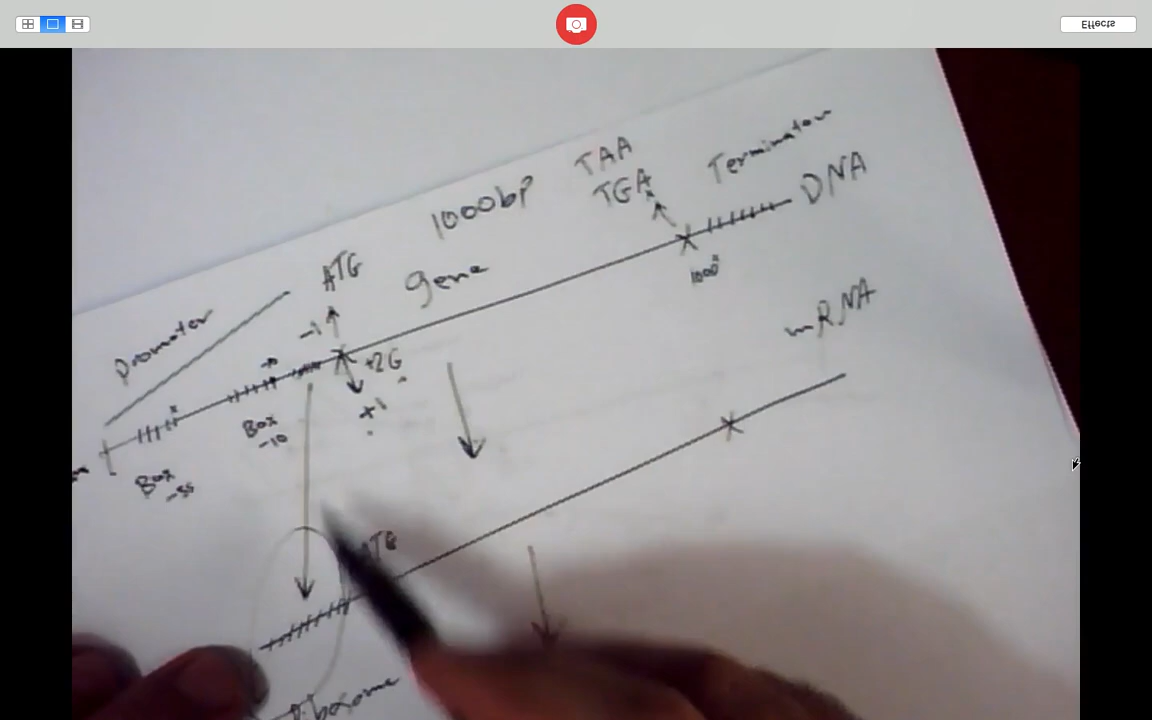 Effects
TAA
TGA
Terminator
DNA
1000bp
ATG
gene
Promoter
-1
+2G
+1
Box
-10
Box
-35
1000
mRNA
ATG
Ribosome